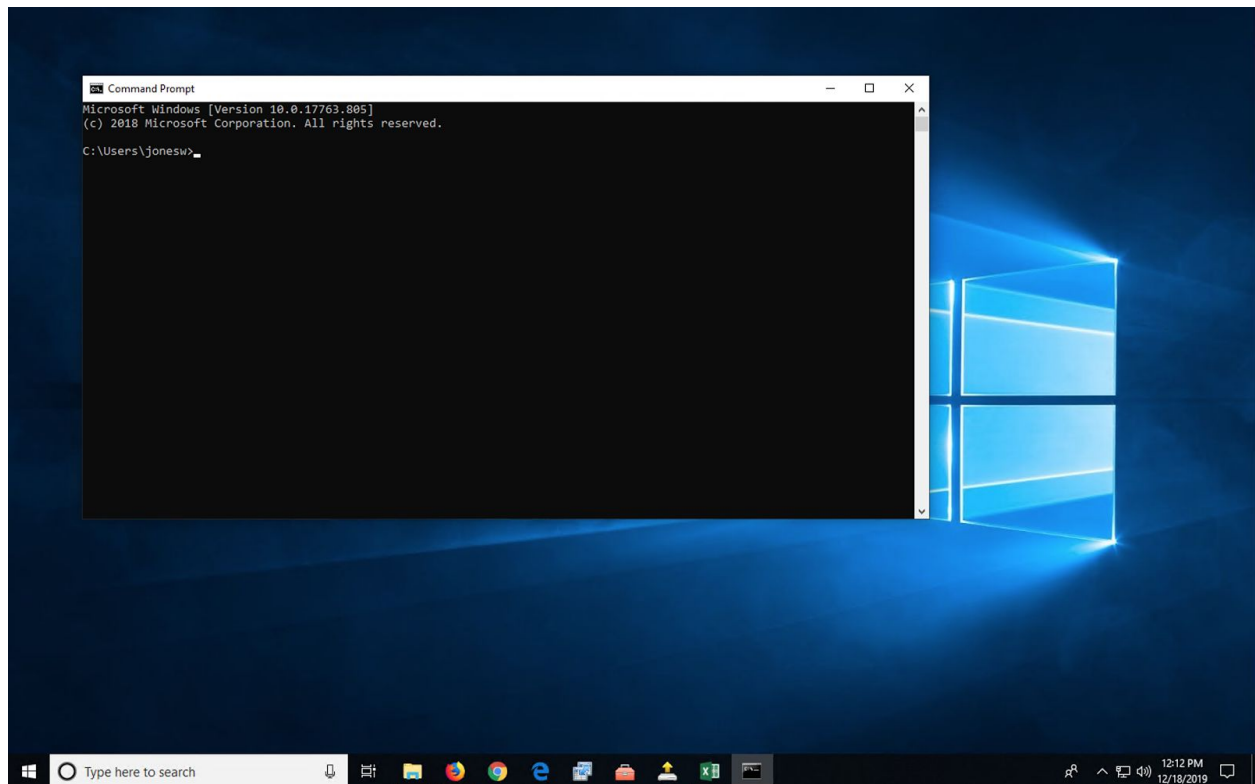 Command Prompt
Microsoft Windows [Version 10.0.17763.805]
(c) 2018 Microsoft Corporation. All rights reserved.
C:\Users\jonesw>
Type here to search
12:12 PM
12/18/2019